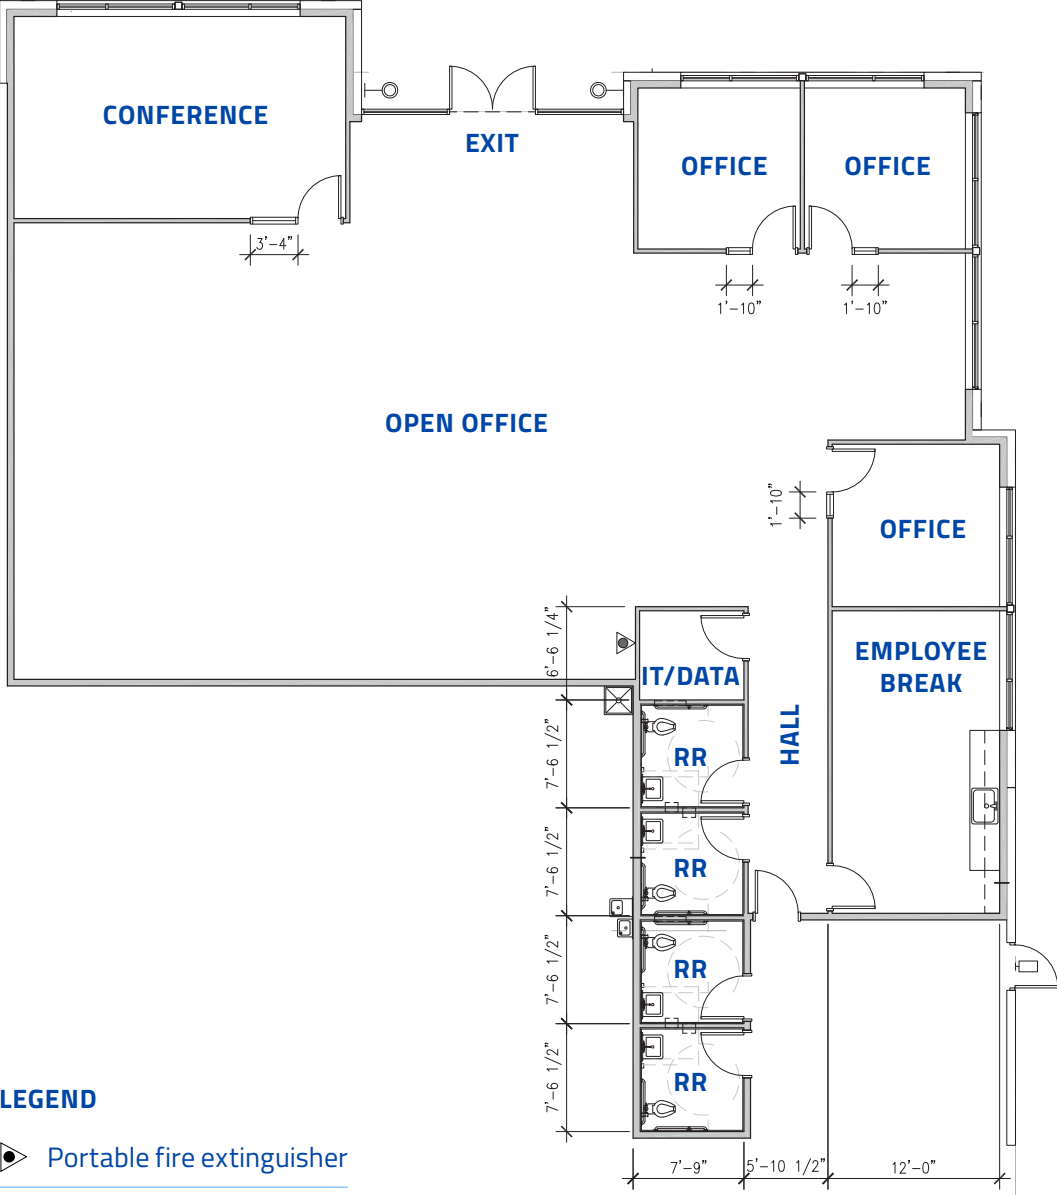 CONFERENCE
EXIT
OFFICE
OFFICE
3'-4"
1'-10"
1'-10"
OPEN OFFICE
1'-10"
OFFICE
6'-6 1/4"
IT/DATA
EMPLOYEE
BREAK
HALL
7'-6 1/2"
RR
7'-6 1/2"
RR
7'-6 1/2"
RR
7'-6 1/2"
RR
LEGEND
Portable fire extinguisher
7'-9"
5'-10 1/2"
12'-0"